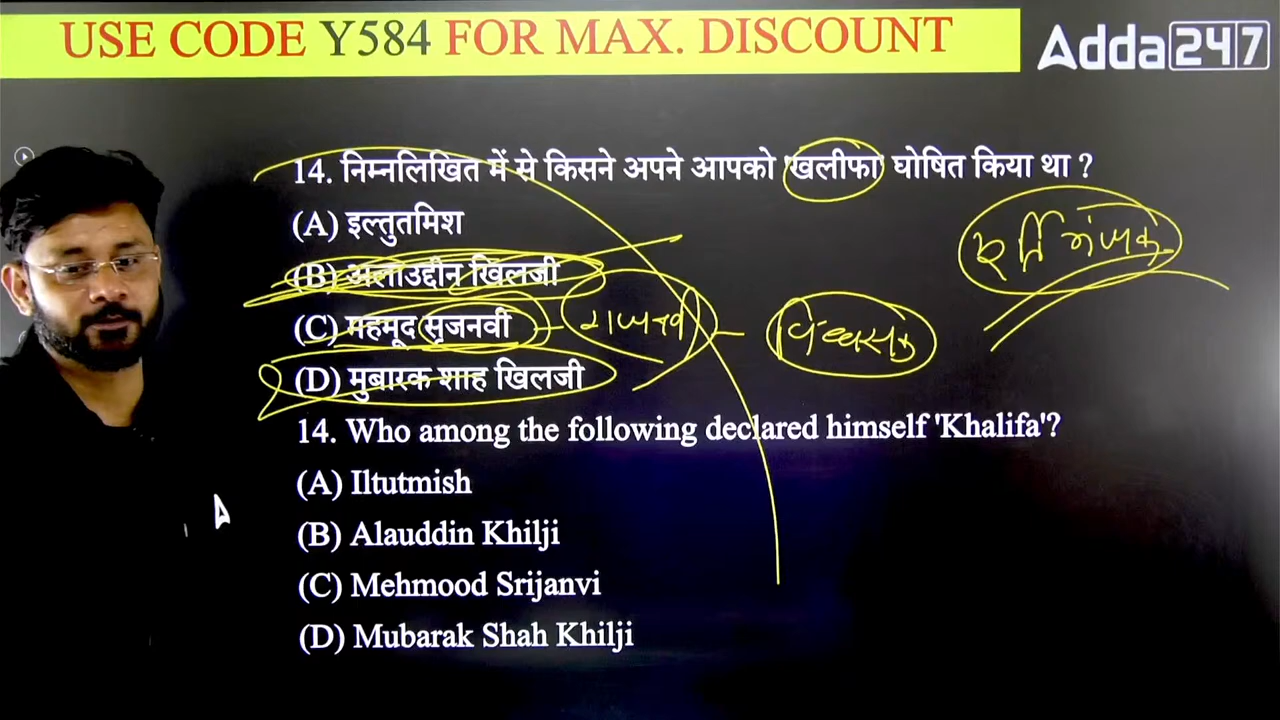 USE CODE Y584 FOR MAX. DISCOUNT
Adda247
14. निम्नलिखित में से किसने अपने आपको 'खलीफा' घोषित किया था ?
(A) इल्तुतमिश
(B) अलाउद्दीन खिलजी
(C) महमूद सृजनवी
गजनवी
(D) मुबारक शाह खिलजी
14. Who among the following declared himself 'Khalifa'?
(A) Iltutmish
(B) Alauddin Khilji
(C) Mehmood Srijanvi
(D) Mubarak Shah Khilji